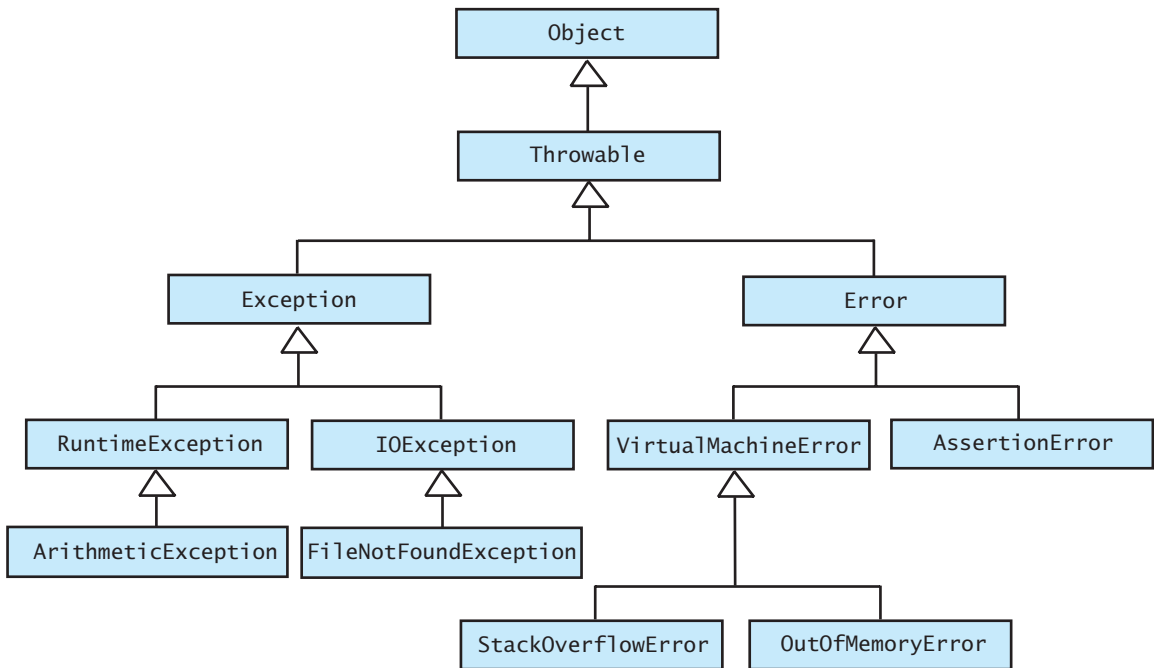 Object
Throwable
Exception
Error
RuntimeException
IOException
VirtualMachineError
AssertionError
ArithmeticException
FileNotFoundException
StackOverflowError
OutOfMemoryError